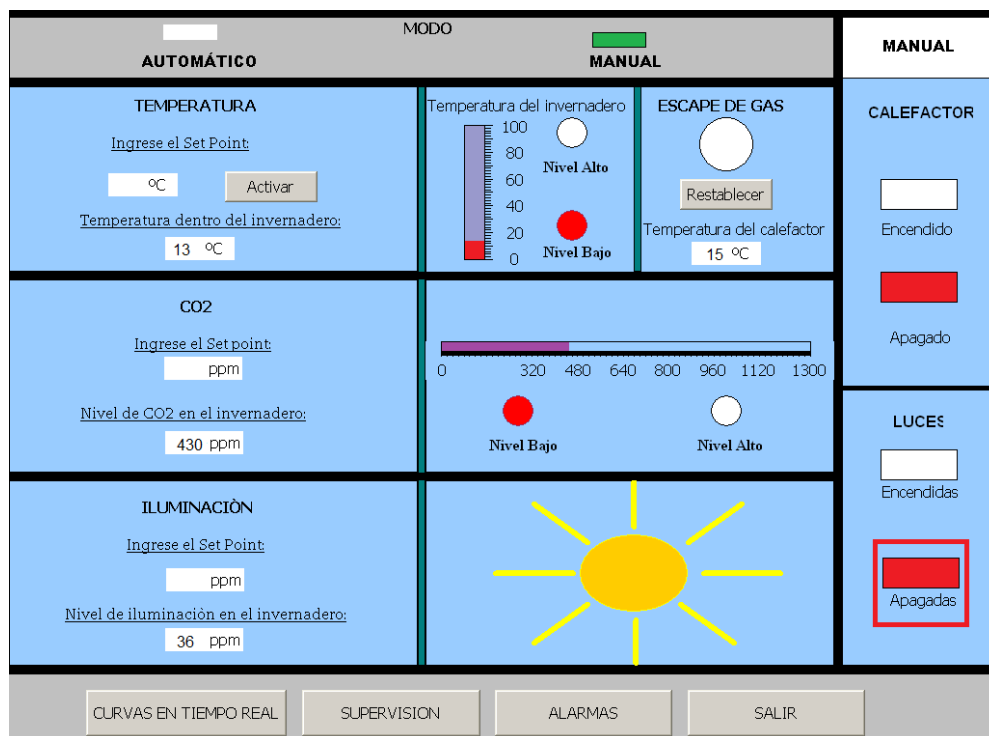 MODO
AUTOMÁTICO
MANUAL
MANUAL
TEMPERATURA
Ingrese el Set Point:
ºC
Activar
Temperatura dentro del invernadero:
13 ºC
Temperatura del invernadero
100
80
60
40
20
0
Nivel Alto
Nivel Bajo
ESCAPE DE GAS
Restablecer
Temperatura del calefactor
15 ºC
CALEFACTOR
Encendido
Apagado
CO2
Ingrese el Set point:
ppm
Nivel de CO2 en el invernadero:
430 ppm
0 320 480 640 800 960 1120 1300
Nivel Bajo
Nivel Alto
LUCES
Encendidas
Apagadas
ILUMINACIÒN
Ingrese el Set Point:
ppm
Nivel de iluminaciòn en el invernadero:
36 ppm
CURVAS EN TIEMPO REAL
SUPERVISION
ALARMAS
SALIR